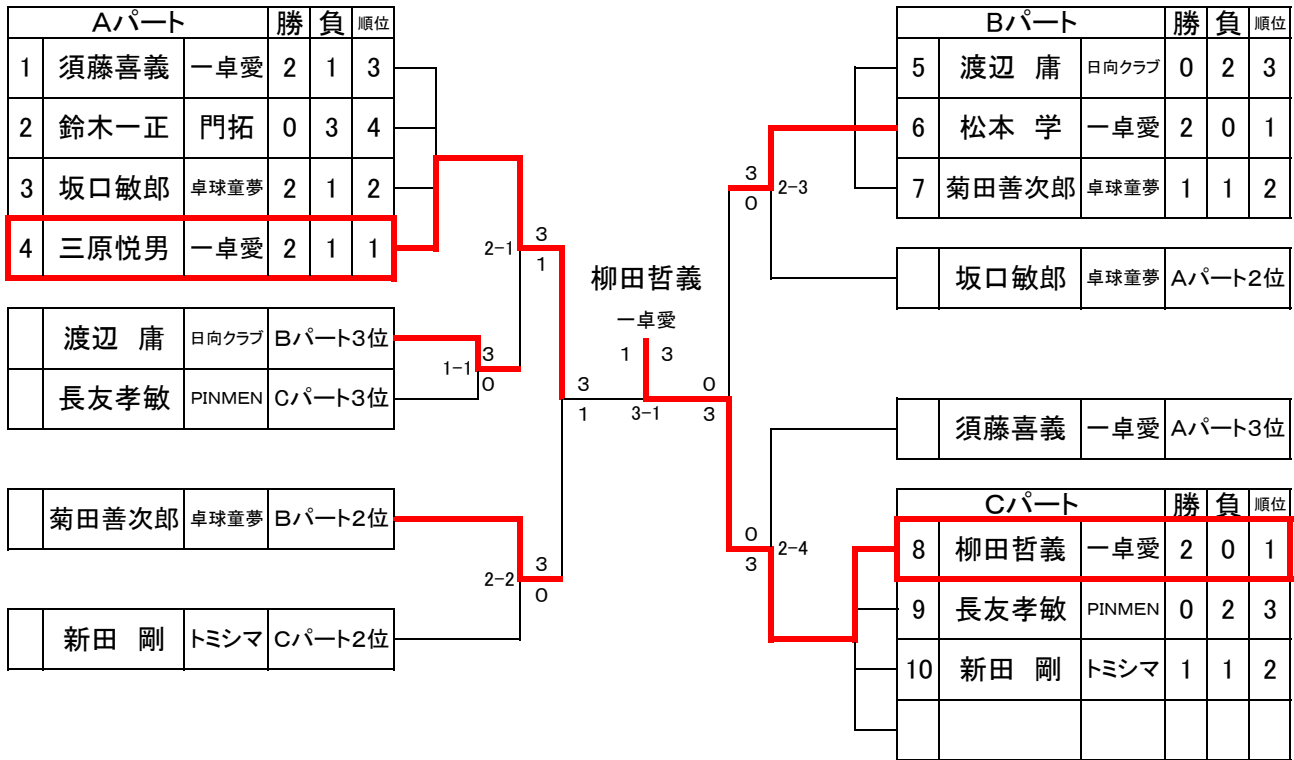 Aパート 勝 負 順位
1 須藤喜義 一卓愛 2 1 3
2 鈴木一正 門拓 0 3 4
3 坂口敏郎 卓球童夢 2 1 2
4 三原悦男 一卓愛 2 1 1
渡辺 庸 日向クラブ Bパート3位
長友孝敏 PINMEN Cパート3位
菊田善次郎 卓球童夢 Bパート2位
新田 剛 トミシマ Cパート2位
2-1
3
1
1-1
3
0
2-2
3
0
3
1
柳田哲義
一卓愛
1 3
3-1
0
3
3
0
2-3
0
3
2-4
Bパート 勝 負 順位
5 渡辺 庸 日向クラブ 0 2 3
6 松本 学 一卓愛 2 0 1
7 菊田善次郎 卓球童夢 1 1 2
坂口敏郎 卓球童夢 Aパート2位
須藤喜義 一卓愛 Aパート3位
Cパート 勝 負 順位
8 柳田哲義 一卓愛 2 0 1
9 長友孝敏 PINMEN 0 2 3
10 新田 剛 トミシマ 1 1 2